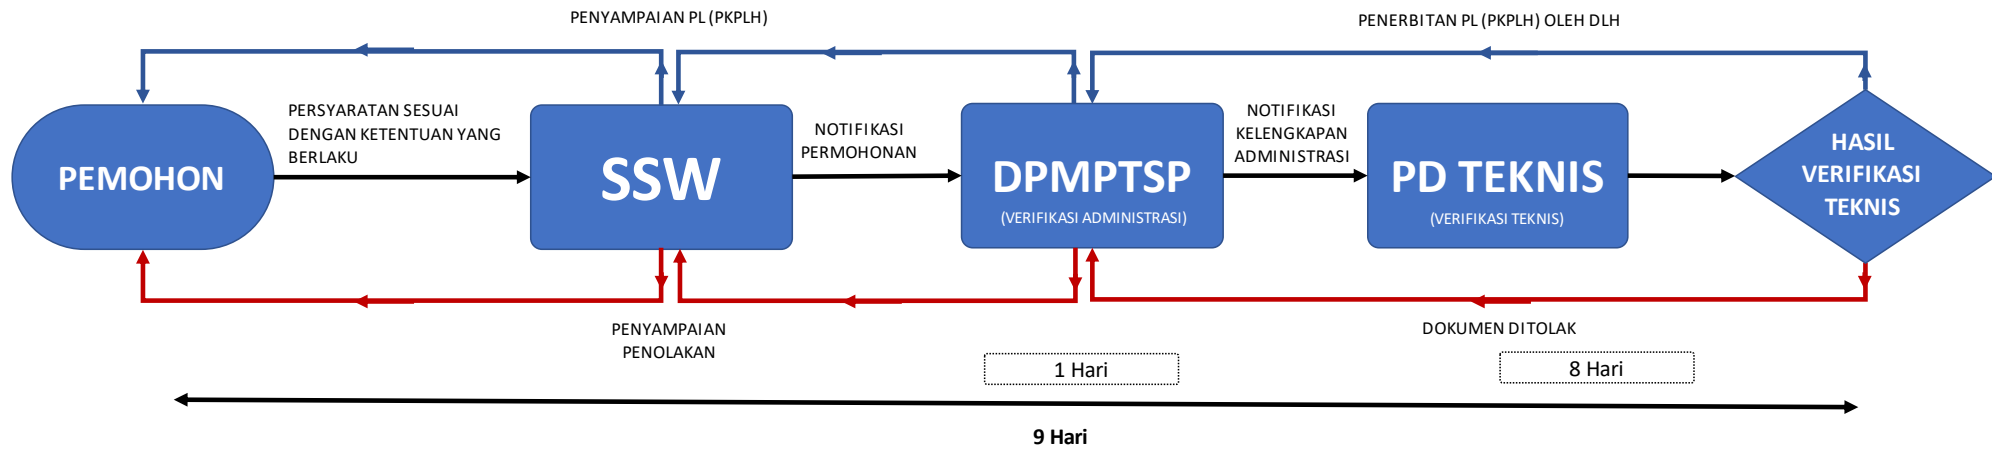 PENYAMPAIAN PL (PKPLH)
PENERBITAN PL (PKPLH) OLEH DLH
PEMOHON
PERSYARATAN SESUAI
DENGAN KETENTUAN YANG
BERLAKU
SSW
NOTIFIKASI
PERMOHONAN
DPMPTSP
(VERIFIKASI ADMINISTRASI)
NOTIFIKASI
KELENGKAPAN
ADMINISTRASI
PD TEKNIS
(VERIFIKASI TEKNIS)
HASIL
VERIFIKASI
TEKNIS
PENYAMPAIAN
PENOLAKAN
DOKUMEN DITOLAK
1 Hari
8 Hari
9 Hari